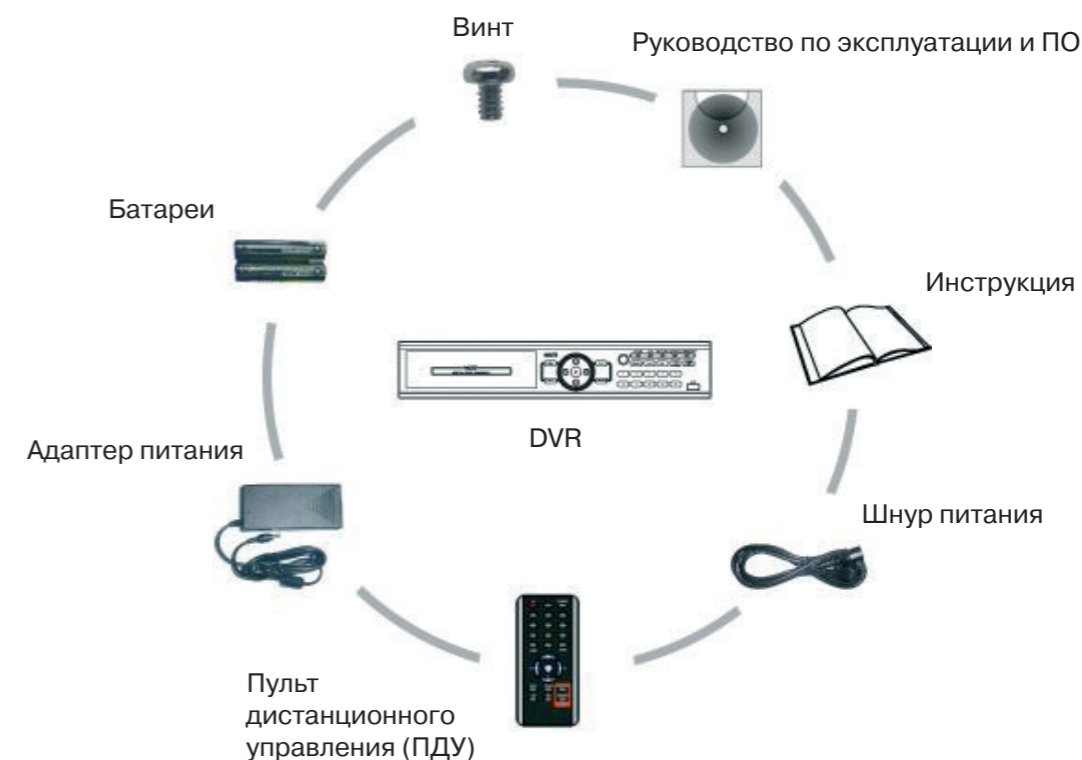 Винт
Руководство по эксплуатации и ПО
Батареи
Инструкция
DVR
Адаптер питания
Шнур питания
Пульт
дистанционного
управления (ПДУ)